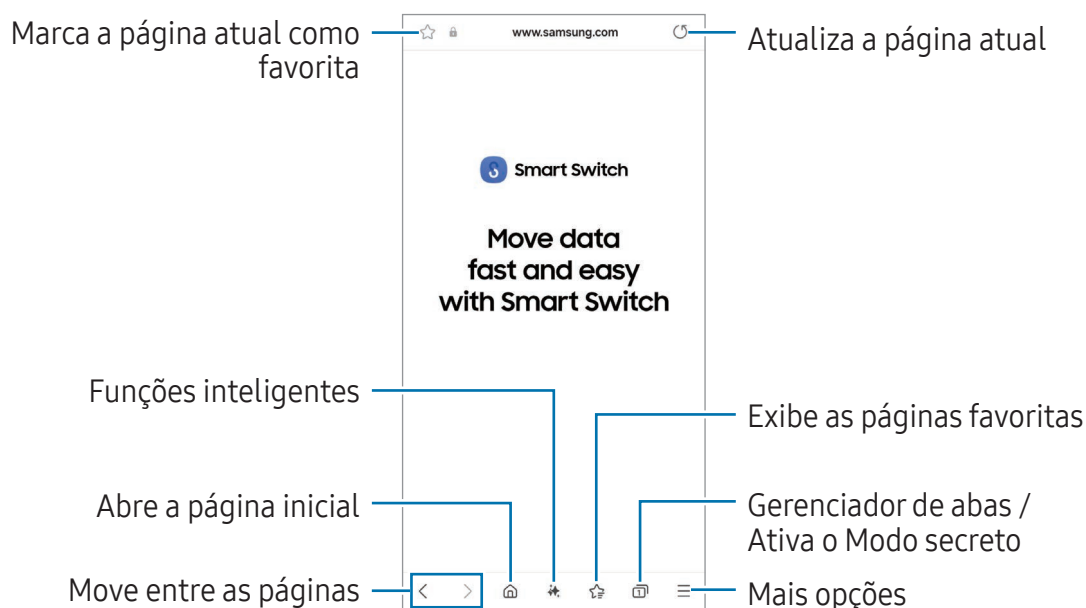 Marca a página atual como
favorita
www.samsung.com
Atualiza a página atual
Smart Switch
Move data
fast and easy
with Smart Switch
Funções inteligentes
Exibe as páginas favoritas
Abre a página inicial
Gerenciador de abas /
Ativa o Modo secreto
Move entre as páginas
1
Mais opções